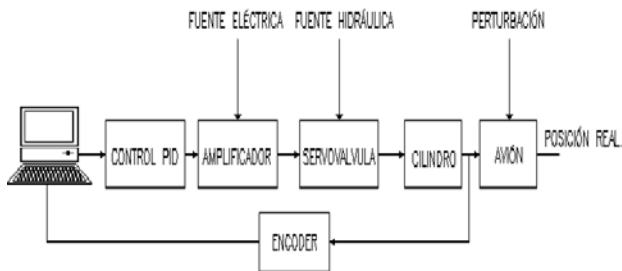 FUENTE ELÉCTRICA
FUENTE HIDRÁULICA
PERTURBACIÓN
CONTROL PID
AMPLIFICADOR
SERVOVALVULA
CILINDRO
AVIÓN
POSICIÓN REAL.
ENCODER